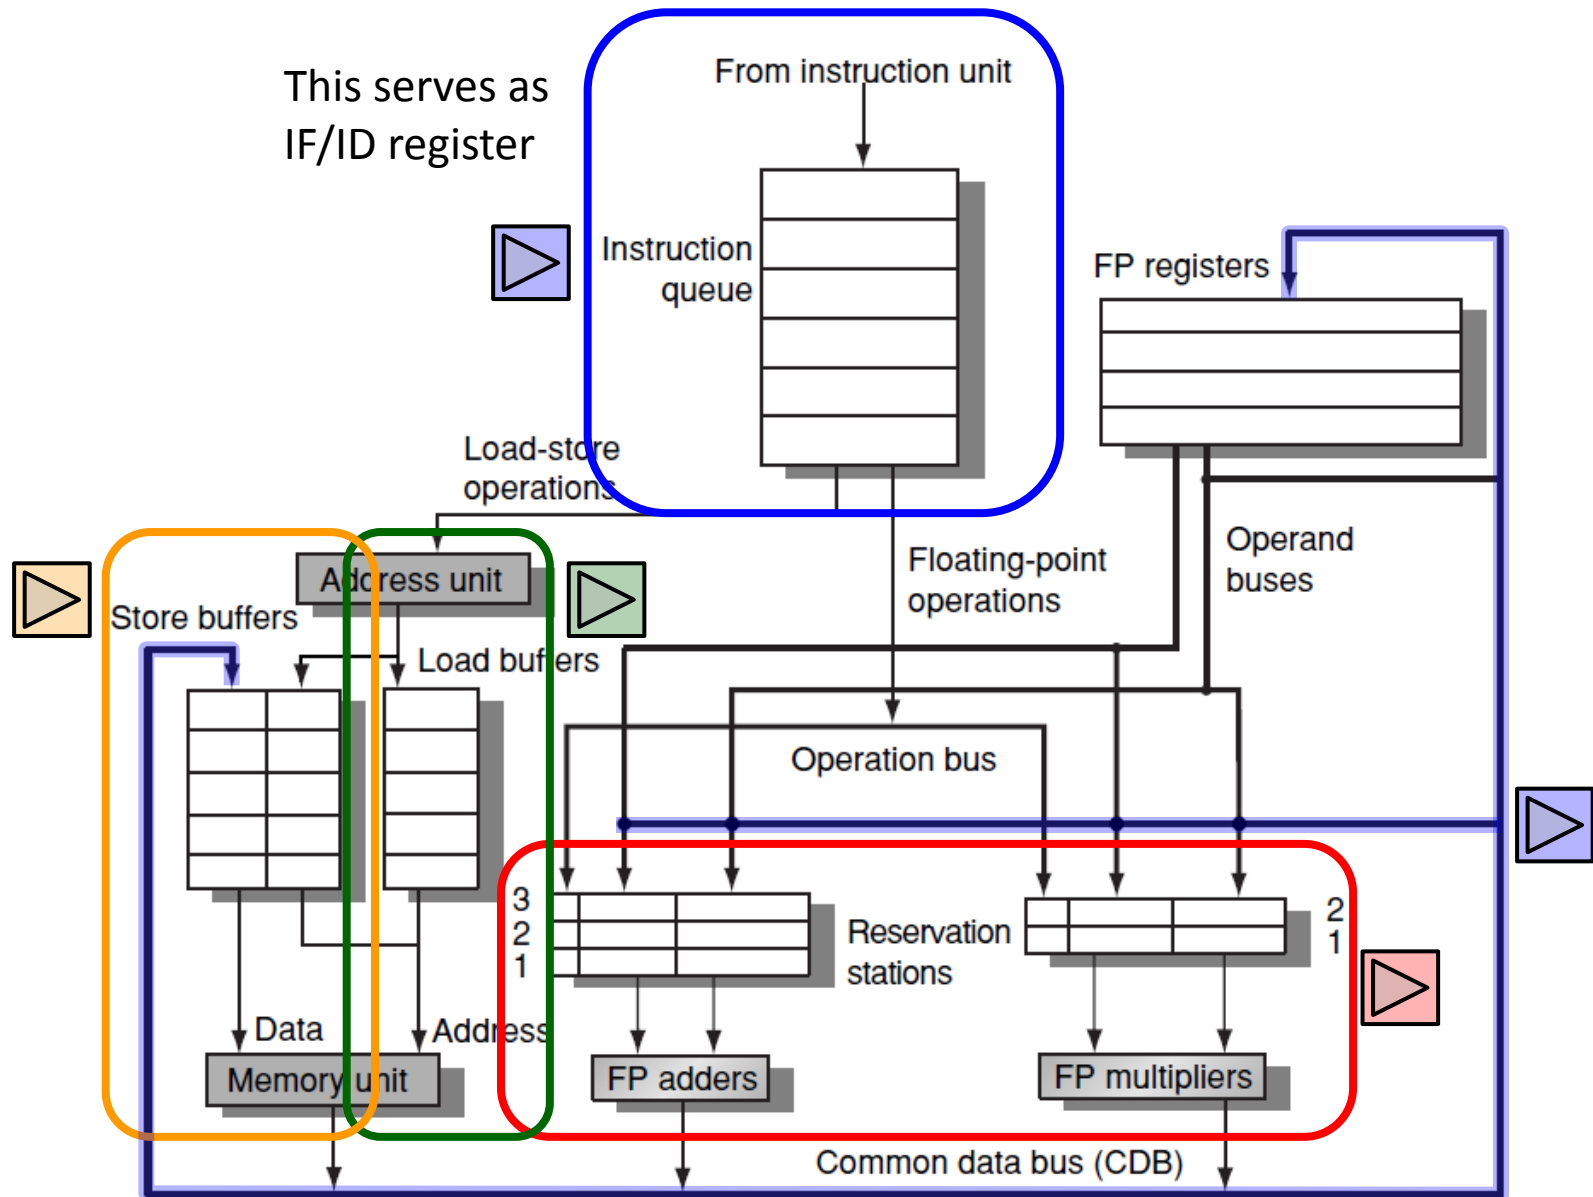 This serves as
IF/ID register
From instruction unit
Instruction
queue
FP registers
Load-store
operations
Floating-point
operations
Operand
buses
Address unit
Store buffers
Load buffers
Operation bus
3
2
1
Reservation
stations
2
1
Data
Address
Memory unit
FP adders
FP multipliers
Common data bus (CDB)